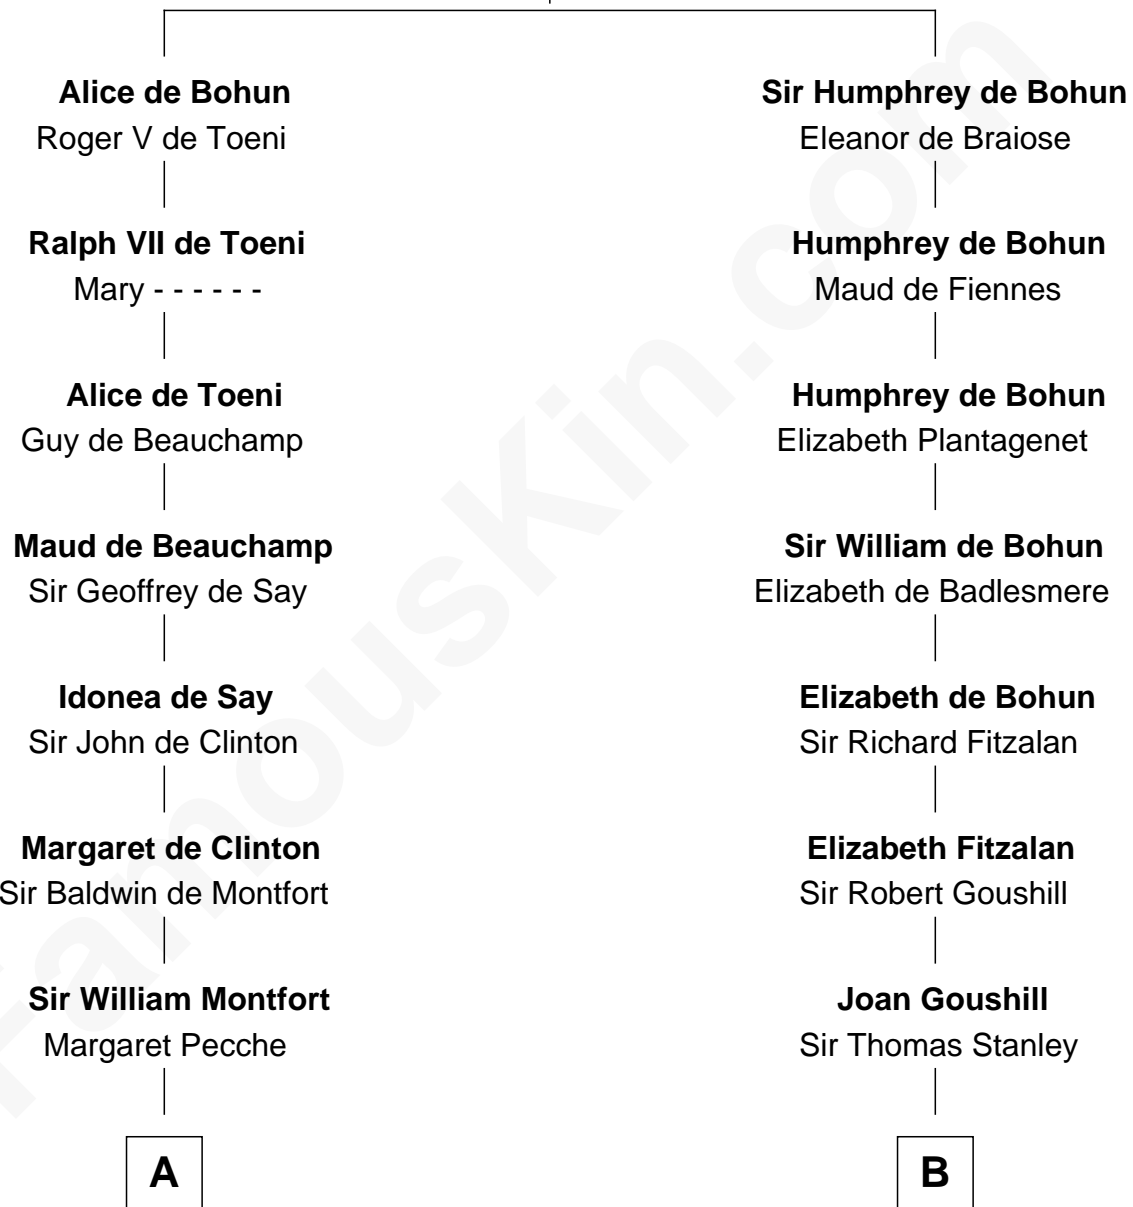 Alice de Bohun
Roger V de Toeni
Sir Humphrey de Bohun
Eleanor de Braiose
Ralph VII de Toeni
Mary - - - - - -
Humphrey de Bohun
Maud de Fiennes
Alice de Toeni
Guy de Beauchamp
Humphrey de Bohun
Elizabeth Plantagenet
Maud de Beauchamp
Sir Geoffrey de Say
Sir William de Bohun
Elizabeth de Badlesmere
Idonea de Say
Sir John de Clinton
Elizabeth de Bohun
Sir Richard Fitzalan
Margaret de Clinton
Sir Baldwin de Montfort
Elizabeth Fitzalan
Sir Robert Goushill
Sir William Montfort
Margaret Pecche
Joan Goushill
Sir Thomas Stanley
A
B
FamousKin.com